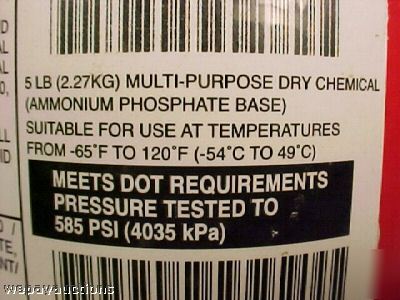 5 LB (2.27KG) MULTI-PURPOSE DRY CHEMICAL
(AMMONIUM PHOSPHATE BASE)
SUITABLE FOR USE AT TEMPERATURES
FROM -65°F TO 120°F (-54°C TO 49°C)
MEETS DOT REQUIREMENTS
PRESSURE TESTED TO
585 PSI (4035 kPa)
wapavauctions